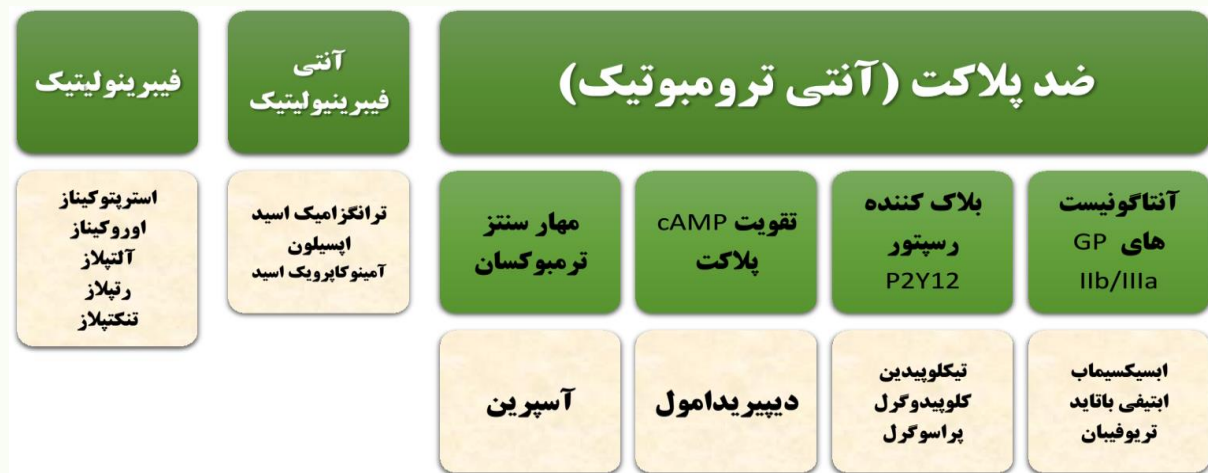 ضد پلاکت (آنتی ترومبوتیک)
آنتی
فیبرینیولیتیک
فیبرینولیتیک
آنتاگونیست
های GP
IIb/IIIa
بلاک کننده
رسپتور
P2Y12
تقویت cAMP
پلاکت
مهار سنتز
ترمبوکسان
ترانگزامیک اسید
اپسیلون
آمینوکاپرویک اسید
استرپتوکیناز
اوروکیناز
آلتپلاز
رتپلاز
تنکتپلاز
ابسیکسیماب
ابتیفی باتاید
تریوفیبان
تیکلوپیدین
کلوپیدوگرل
پراسوگرل
دیپیریدامول
آسپرین